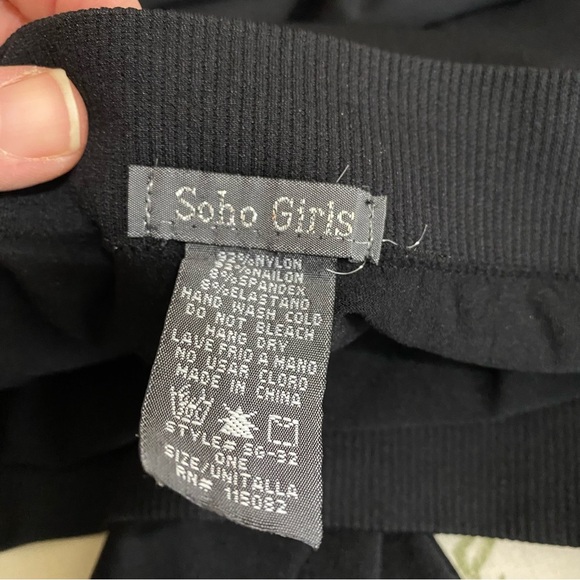 Soho Girls
92%NYLON
92%NAILON
8%SPANDEX
8%ELASTANO
HAND WASH COLD
DO NOT BLEACH
HANG DRY
LAVE FRIO A MANO
NO USAR CLORO
MADE IN CHINA
STYLE# SG-32
ONE
SIZE/UNITALLA
RN# 115082